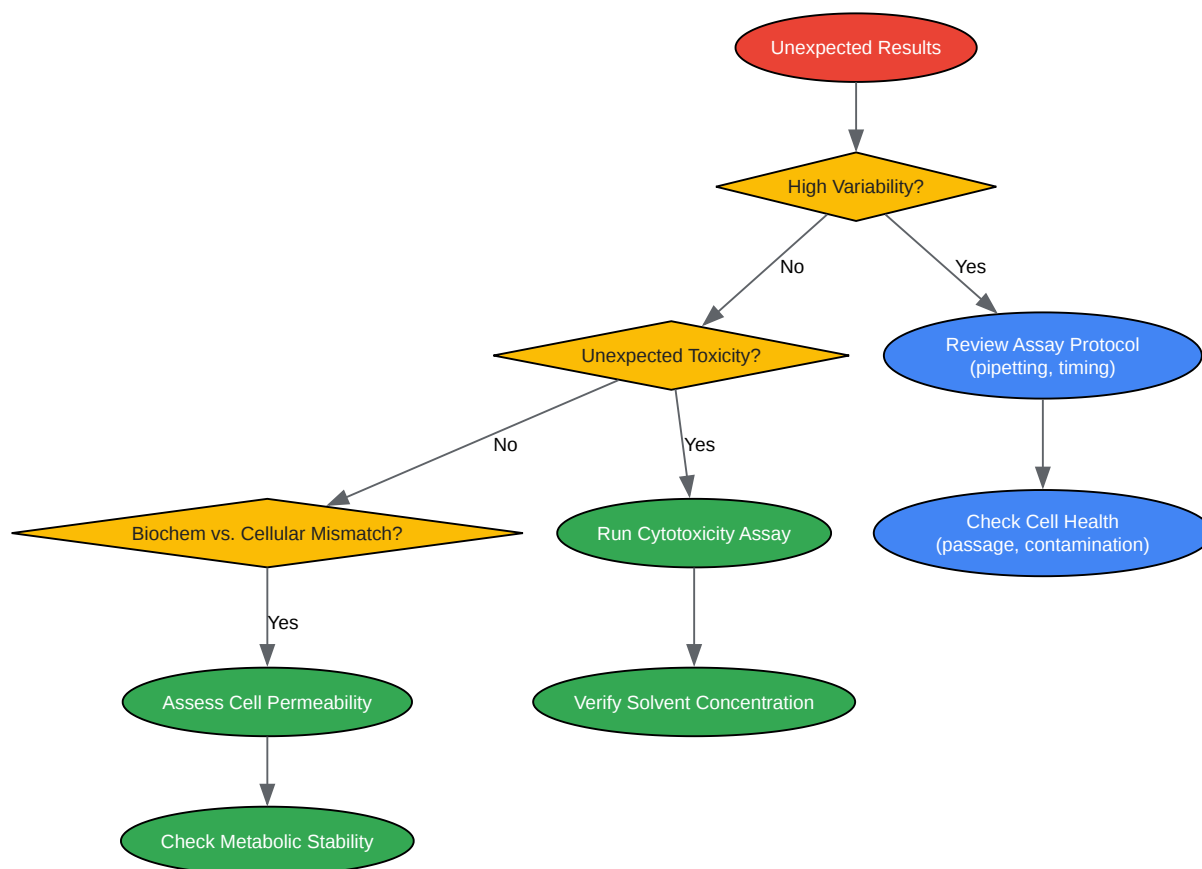 Unexpected Results
High Variability?
No
Yes
Unexpected Toxicity?
Review Assay Protocol
(pipetting, timing)
No
Yes
Biochem vs. Cellular Mismatch?
Run Cytotoxicity Assay
Check Cell Health
(passage, contamination)
Yes
Assess Cell Permeability
Verify Solvent Concentration
Check Metabolic Stability